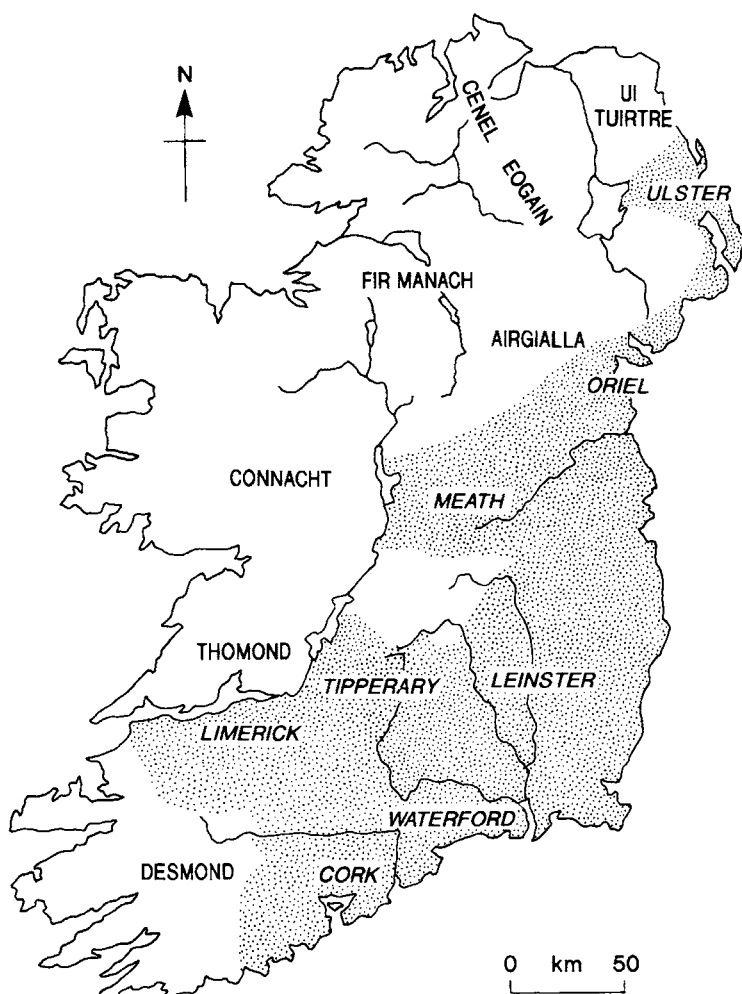 N
CENEL EOGAIN
UI
TUIRTRE
ULSTER
FIR MANACH
AIRGIALLA
ORIEL
CONNACHT
MEATH
THOMOND
TIPPERARY
LEINSTER
LIMERICK
WATERFORD
DESMOND
CORK
0 km 50